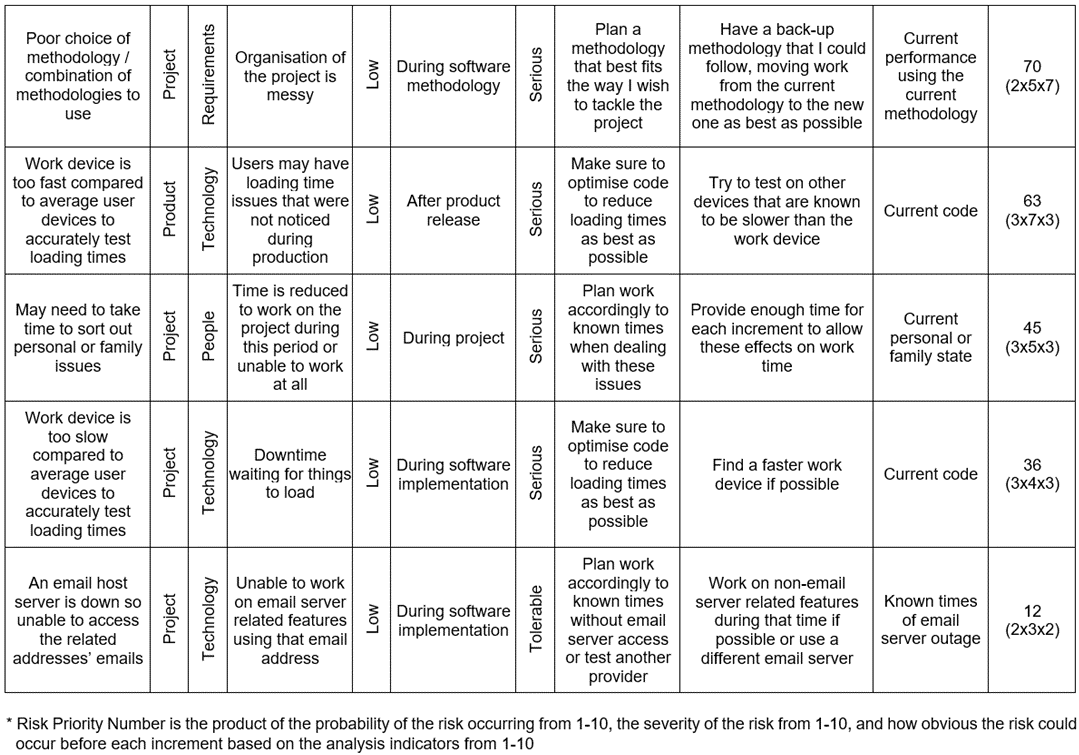 Poor choice of
methodology /
combination of
methodologies to
use
Project
Requirements
Organisation of
the project is
messy
Low
During software
methodology
Serious
Plan a
methodology
that best fits
the way I wish
to tackle the
project
Have a back-up
methodology that I could
follow, moving work
from the current
methodology to the new
one as best as possible
Current
performance
using the
current
methodology
70
(2x5x7)
Work device is
too fast compared
to average user
devices to
accurately test
loading times
Product
Technology
Users may have
loading time
issues that were
not noticed
during
production
Low
After product
release
Serious
Make sure to
optimise code
to reduce
loading times
as best as
possible
Try to test on other
devices that are known
to be slower than the
work device
Current code
63
(3x7x3)
May need to take
time to sort out
personal or family
issues
Project
People
Time is reduced
to work on the
project during
this period or
unable to work
at all
Low
During project
Serious
Plan work
accordingly to
known times
when dealing
with these
issues
Provide enough time for
each increment to allow
these effects on work
time
Current
personal or
family state
45
(3x5x3)
Work device is
too slow
compared to
average user
devices to
accurately test
loading times
Project
Technology
Downtime
waiting for things
to load
Low
During software
implementation
Serious
Make sure to
optimise code
to reduce
loading times
as best as
possible
Find a faster work
device if possible
Current code
36
(3x4x3)
An email host
server is down so
unable to access
the related
addresses' emails
Project
Technology
Unable to work
on email server
related features
using that email
address
Low
During software
implementation
Tolerable
Plan work
accordingly to
known times
without email
server access
or test another
provider
Work on non-email
server related features
during that time if
possible or use a
different email server
Known times
of email
server outage
12
(2x3x2)
* Risk Priority Number is the product of the probability of the risk occurring from 1-10, the severity of the risk from 1-10, and how obvious the risk could
occur before each increment based on the analysis indicators from 1-10